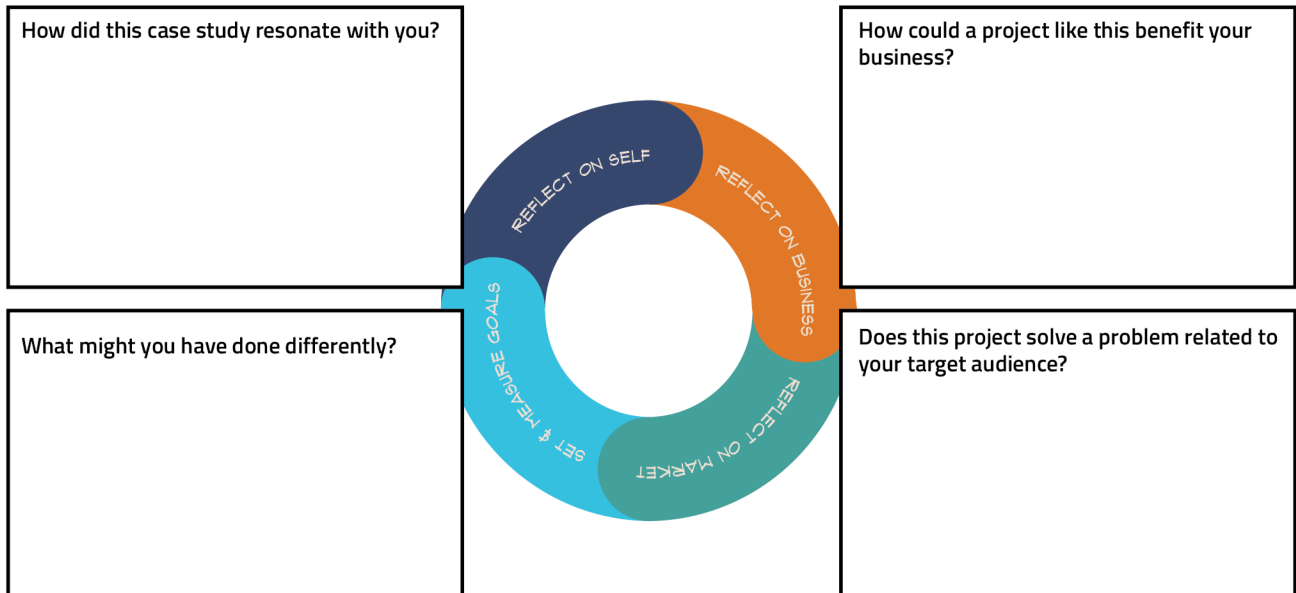 How did this case study resonate with you?
How could a project like this benefit your
business?
REFLECT ON SELF
REFLECT ON BUSINESS
SET & MEASURE GOALS
REFLECT ON MARKET
What might you have done differently?
Does this project solve a problem related to
your target audience?